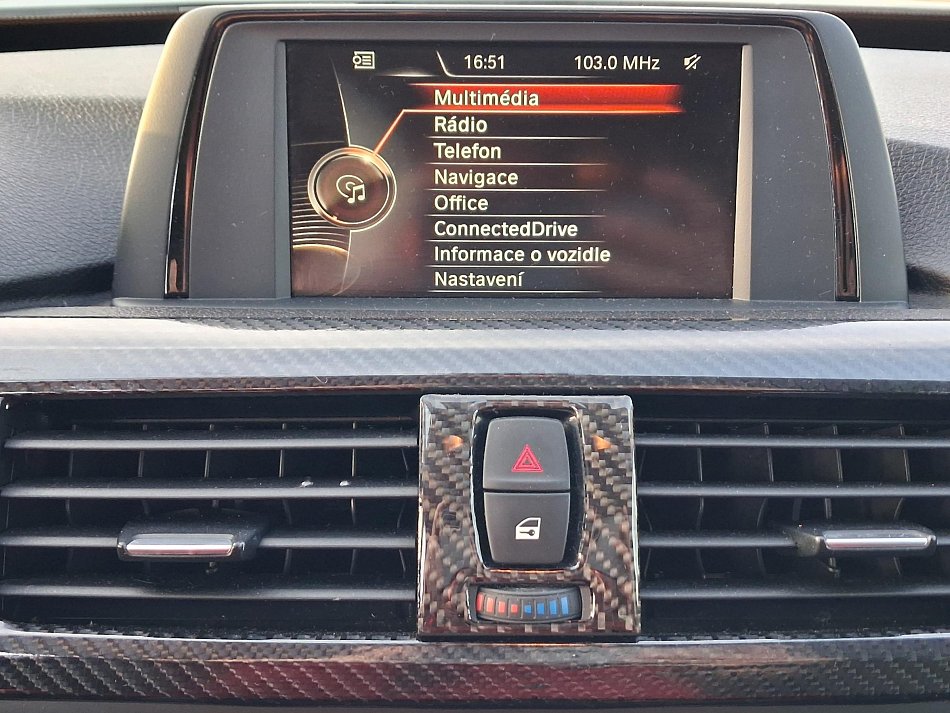 16:51 103.0 MHz
Multimédia
Rádio
Telefon
Navigace
Office
ConnectedDrive
Informace o vozidle
Nastavení